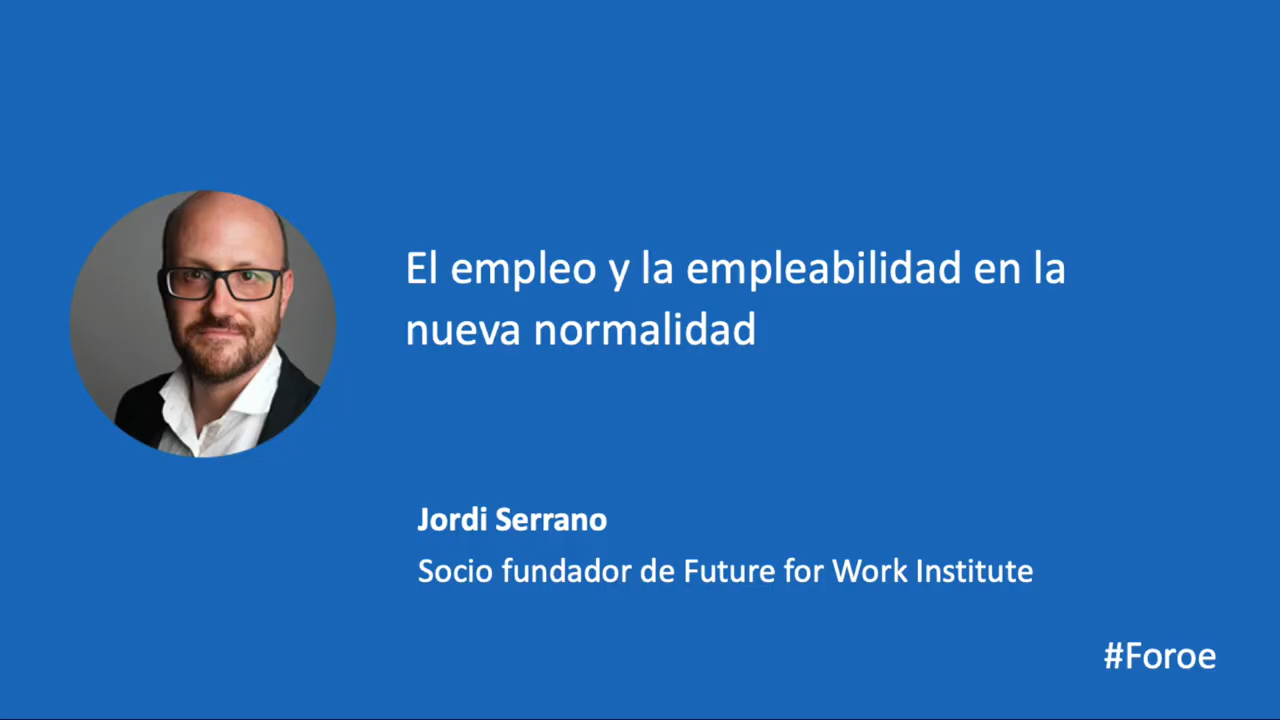 El empleo y la empleabilidad en la
nueva normalidad
Jordi Serrano
Socio fundador de Future for Work Institute
#Foroe